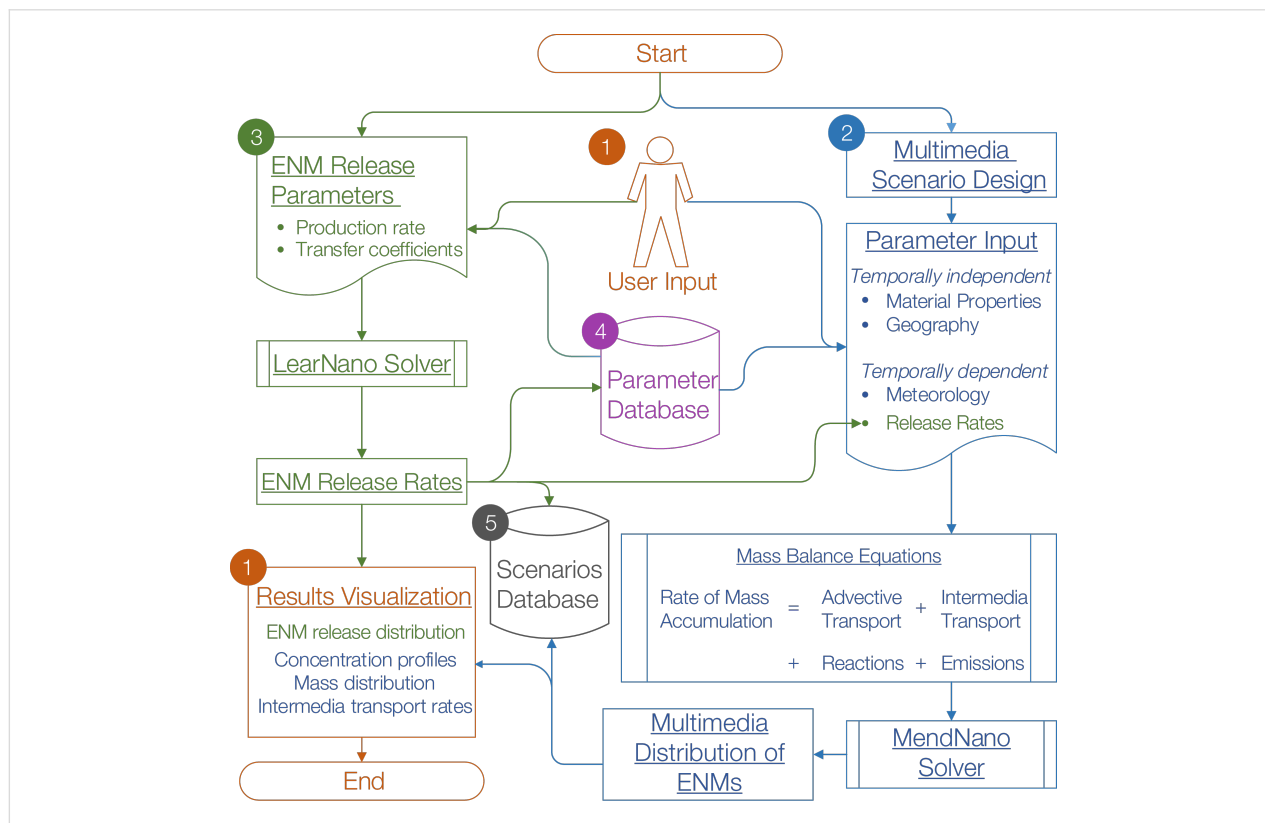 Start
3
ENM Release
Parameters
• Production rate
• Transfer coefficients
1
User Input
2
Multimedia
Scenario Design
Parameter Input
Temporally independent
• Material Properties
• Geography
Temporally dependent
• Meteorology
• Release Rates
LearNano Solver
4
Parameter
Database
ENM Release Rates
5
Scenarios
Database
Mass Balance Equations
Rate of Mass Accumulation = Advective Transport + Intermedia Transport
+ Reactions + Emissions
1
Results Visualization
ENM release distribution
Concentration profiles
Mass distribution
Intermedia transport rates
Multimedia
Distribution of
ENMs
MendNano
Solver
End